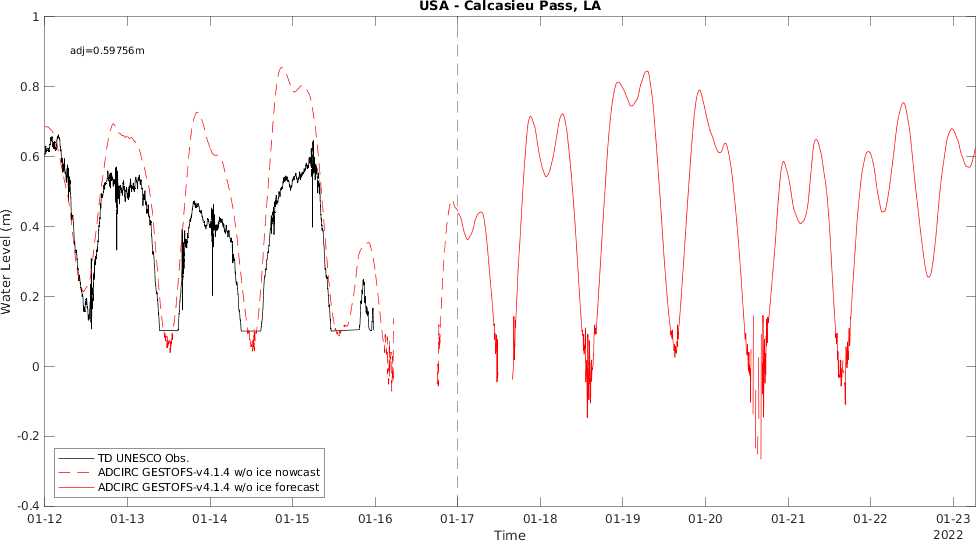 USA - Calcasieu Pass, LA
1
adj=0.59756m
0.8
0.6
0.4
0.2
0
-0.2
-0.4
Water Level (m)
TD UNESCO Obs.
ADCIRC GESTOFS-v4.1.4 w/o ice nowcast
ADCIRC GESTOFS-v4.1.4 w/o ice forecast
01-12 01-13 01-14 01-15 01-16 01-17 01-18 01-19 01-20 01-21 01-22 01-23
Time
2022